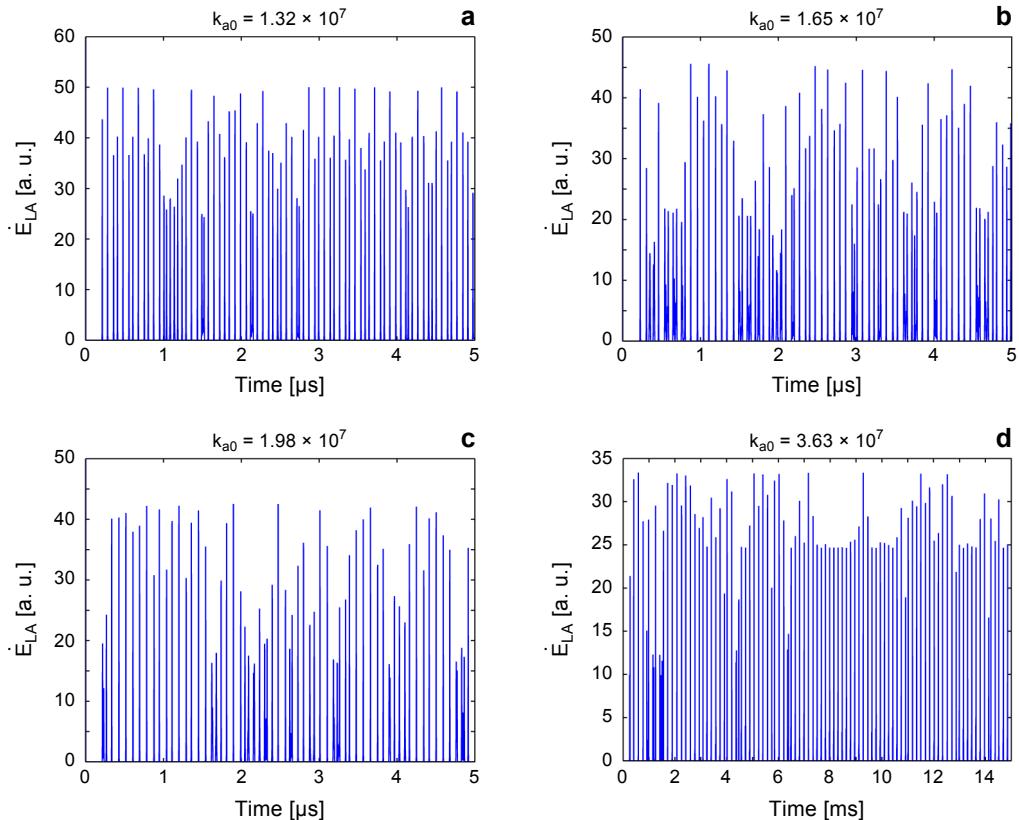 k_a0 = 1.32 × 10^7
a
60
50
40
30
20
10
0
Ė_LA [a. u.]
0 1 2 3 4 5
Time [µs]
k_a0 = 1.65 × 10^7
b
50
40
30
20
10
0
Ė_LA [a. u.]
0 1 2 3 4 5
Time [µs]
k_a0 = 1.98 × 10^7
c
50
40
30
20
10
0
Ė_LA [a. u.]
0 1 2 3 4 5
Time [µs]
k_a0 = 3.63 × 10^7
d
35
30
25
20
15
10
5
0
Ė_LA [a. u.]
0 2 4 6 8 10 12 14
Time [ms]